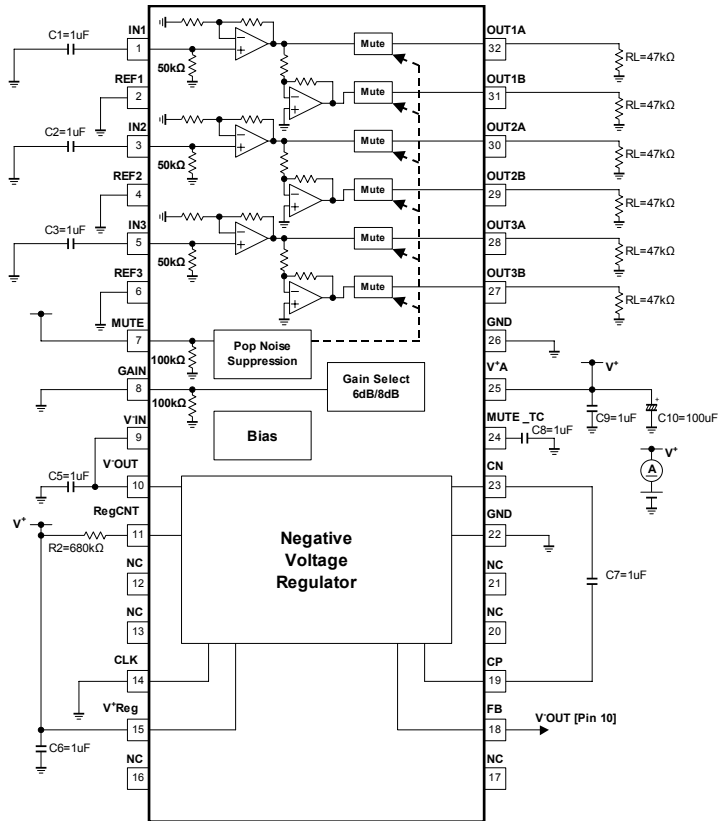 IN1
C1=1uF
1
50kΩ
REF1
2
IN2
C2=1uF
3
50kΩ
REF2
4
IN3
C3=1uF
5
50kΩ
REF3
6
MUTE
7
100kΩ
Pop Noise
Suppression
GAIN
8
100kΩ
Gain Select
6dB/8dB
V-IN
9
Bias
V-OUT
C5=1uF
10
RegCNT
V+
R2=680kΩ
11
Negative
Voltage
Regulator
NC
12
NC
13
CLK
14
V+Reg
15
C6=1uF
NC
16
Mute
Mute
Mute
Mute
Mute
Mute
OUT1A
32
RL=47kΩ
OUT1B
31
RL=47kΩ
OUT2A
30
RL=47kΩ
OUT2B
29
RL=47kΩ
OUT3A
28
RL=47kΩ
OUT3B
27
RL=47kΩ
GND
26
V+A
25
V+
C9=1uF
+
C10=100uF
MUTE_TC
24
C8=1uF
V+
A
CN
23
GND
22
C7=1uF
NC
21
NC
20
CP
19
FB
18
V-OUT [Pin 10]
NC
17